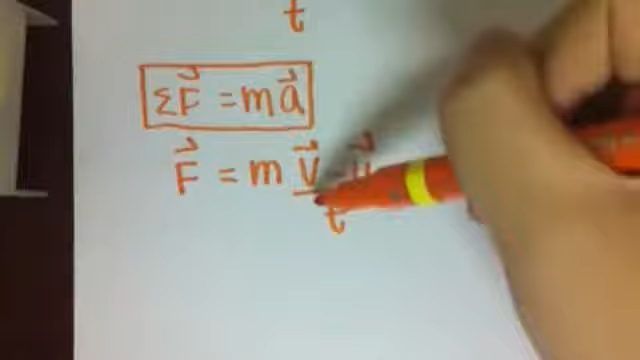 t
ΣF⃗ = ma⃗
F⃗ = m v⃗ u⃗
t